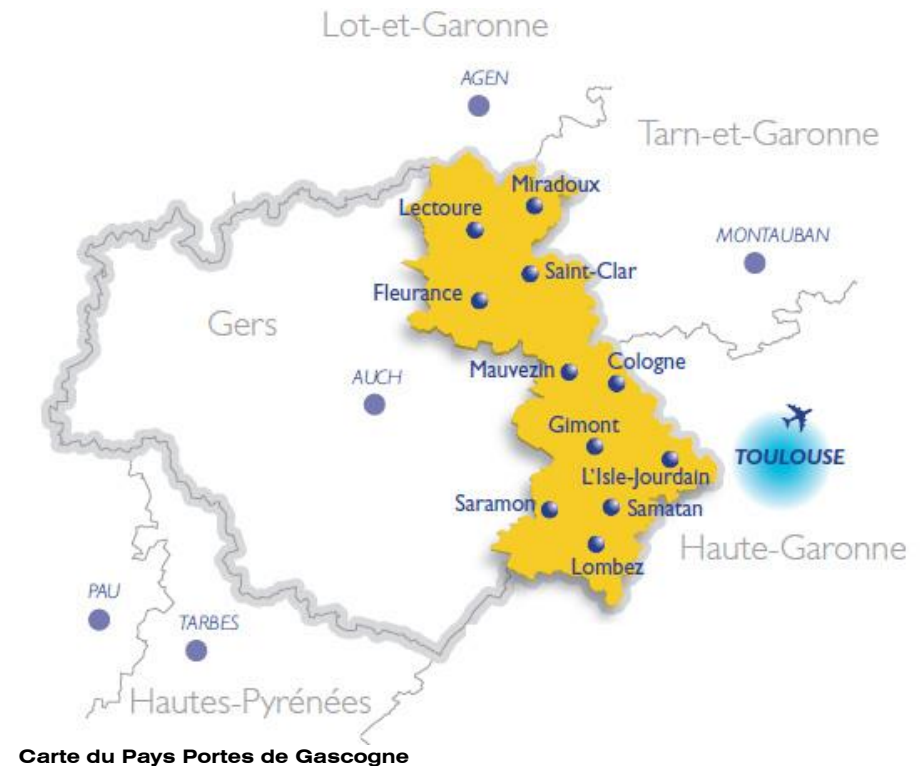 Lot-et-Garonne
AGEN
Tarn-et-Garonne
Miradoux
Lectoure
MONTAUBAN
Saint-Clar
Fleurance
Gers
Mauvezin
Cologne
AUCH
Gimont
TOULOUSE
L'Isle-Jourdain
Saramon
Samatan
Haute-Garonne
Lombez
PAU
TARBES
Hautes-Pyrénées
Carte du Pays Portes de Gascogne